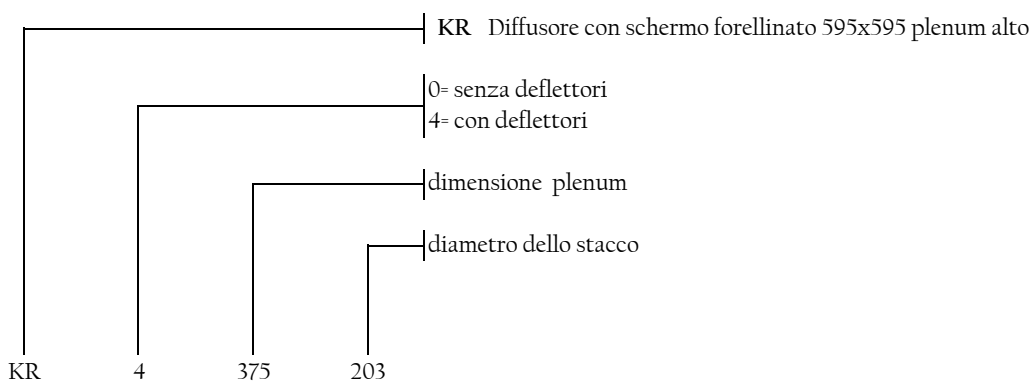 KR Diffusore con schermo forellinato 595x595 plenum alto
0= senza deflettori
4= con deflettori
dimensione plenum
diametro dello stacco
KR 4 375 203